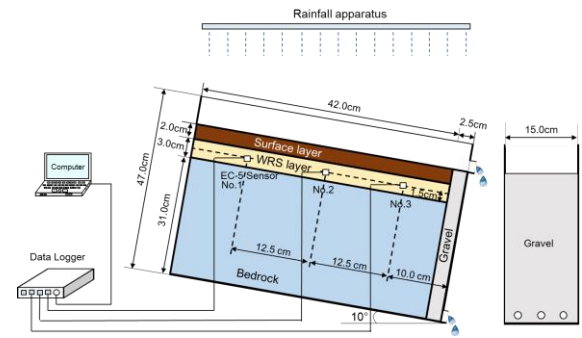 Rainfall apparatus
42.0cm
2.5cm
15.0cm
2.0cm
3.0cm
47.0cm
31.0cm
Surface layer
WRS layer
EC-5/Sensor
No.1
No.2
No.3
1.5cm
Computer
Data Logger
12.5 cm
12.5 cm
10.0 cm
Gravel
Gravel
Bedrock
10°